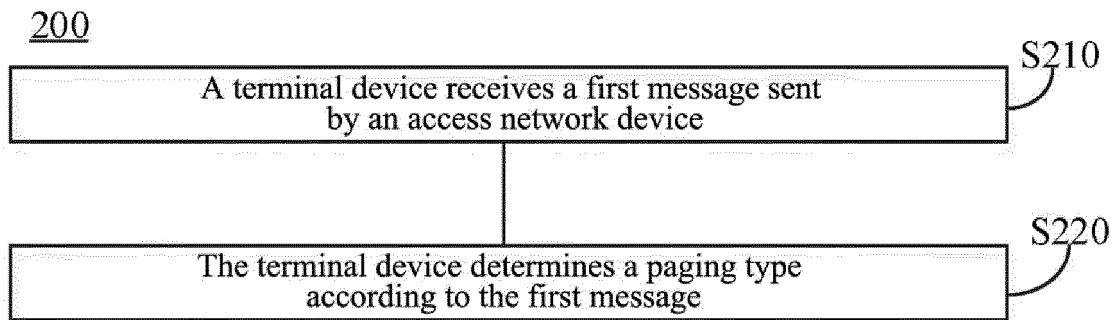 200
S210
A terminal device receives a first message sent
by an access network device
S220
The terminal device determines a paging type
according to the first message